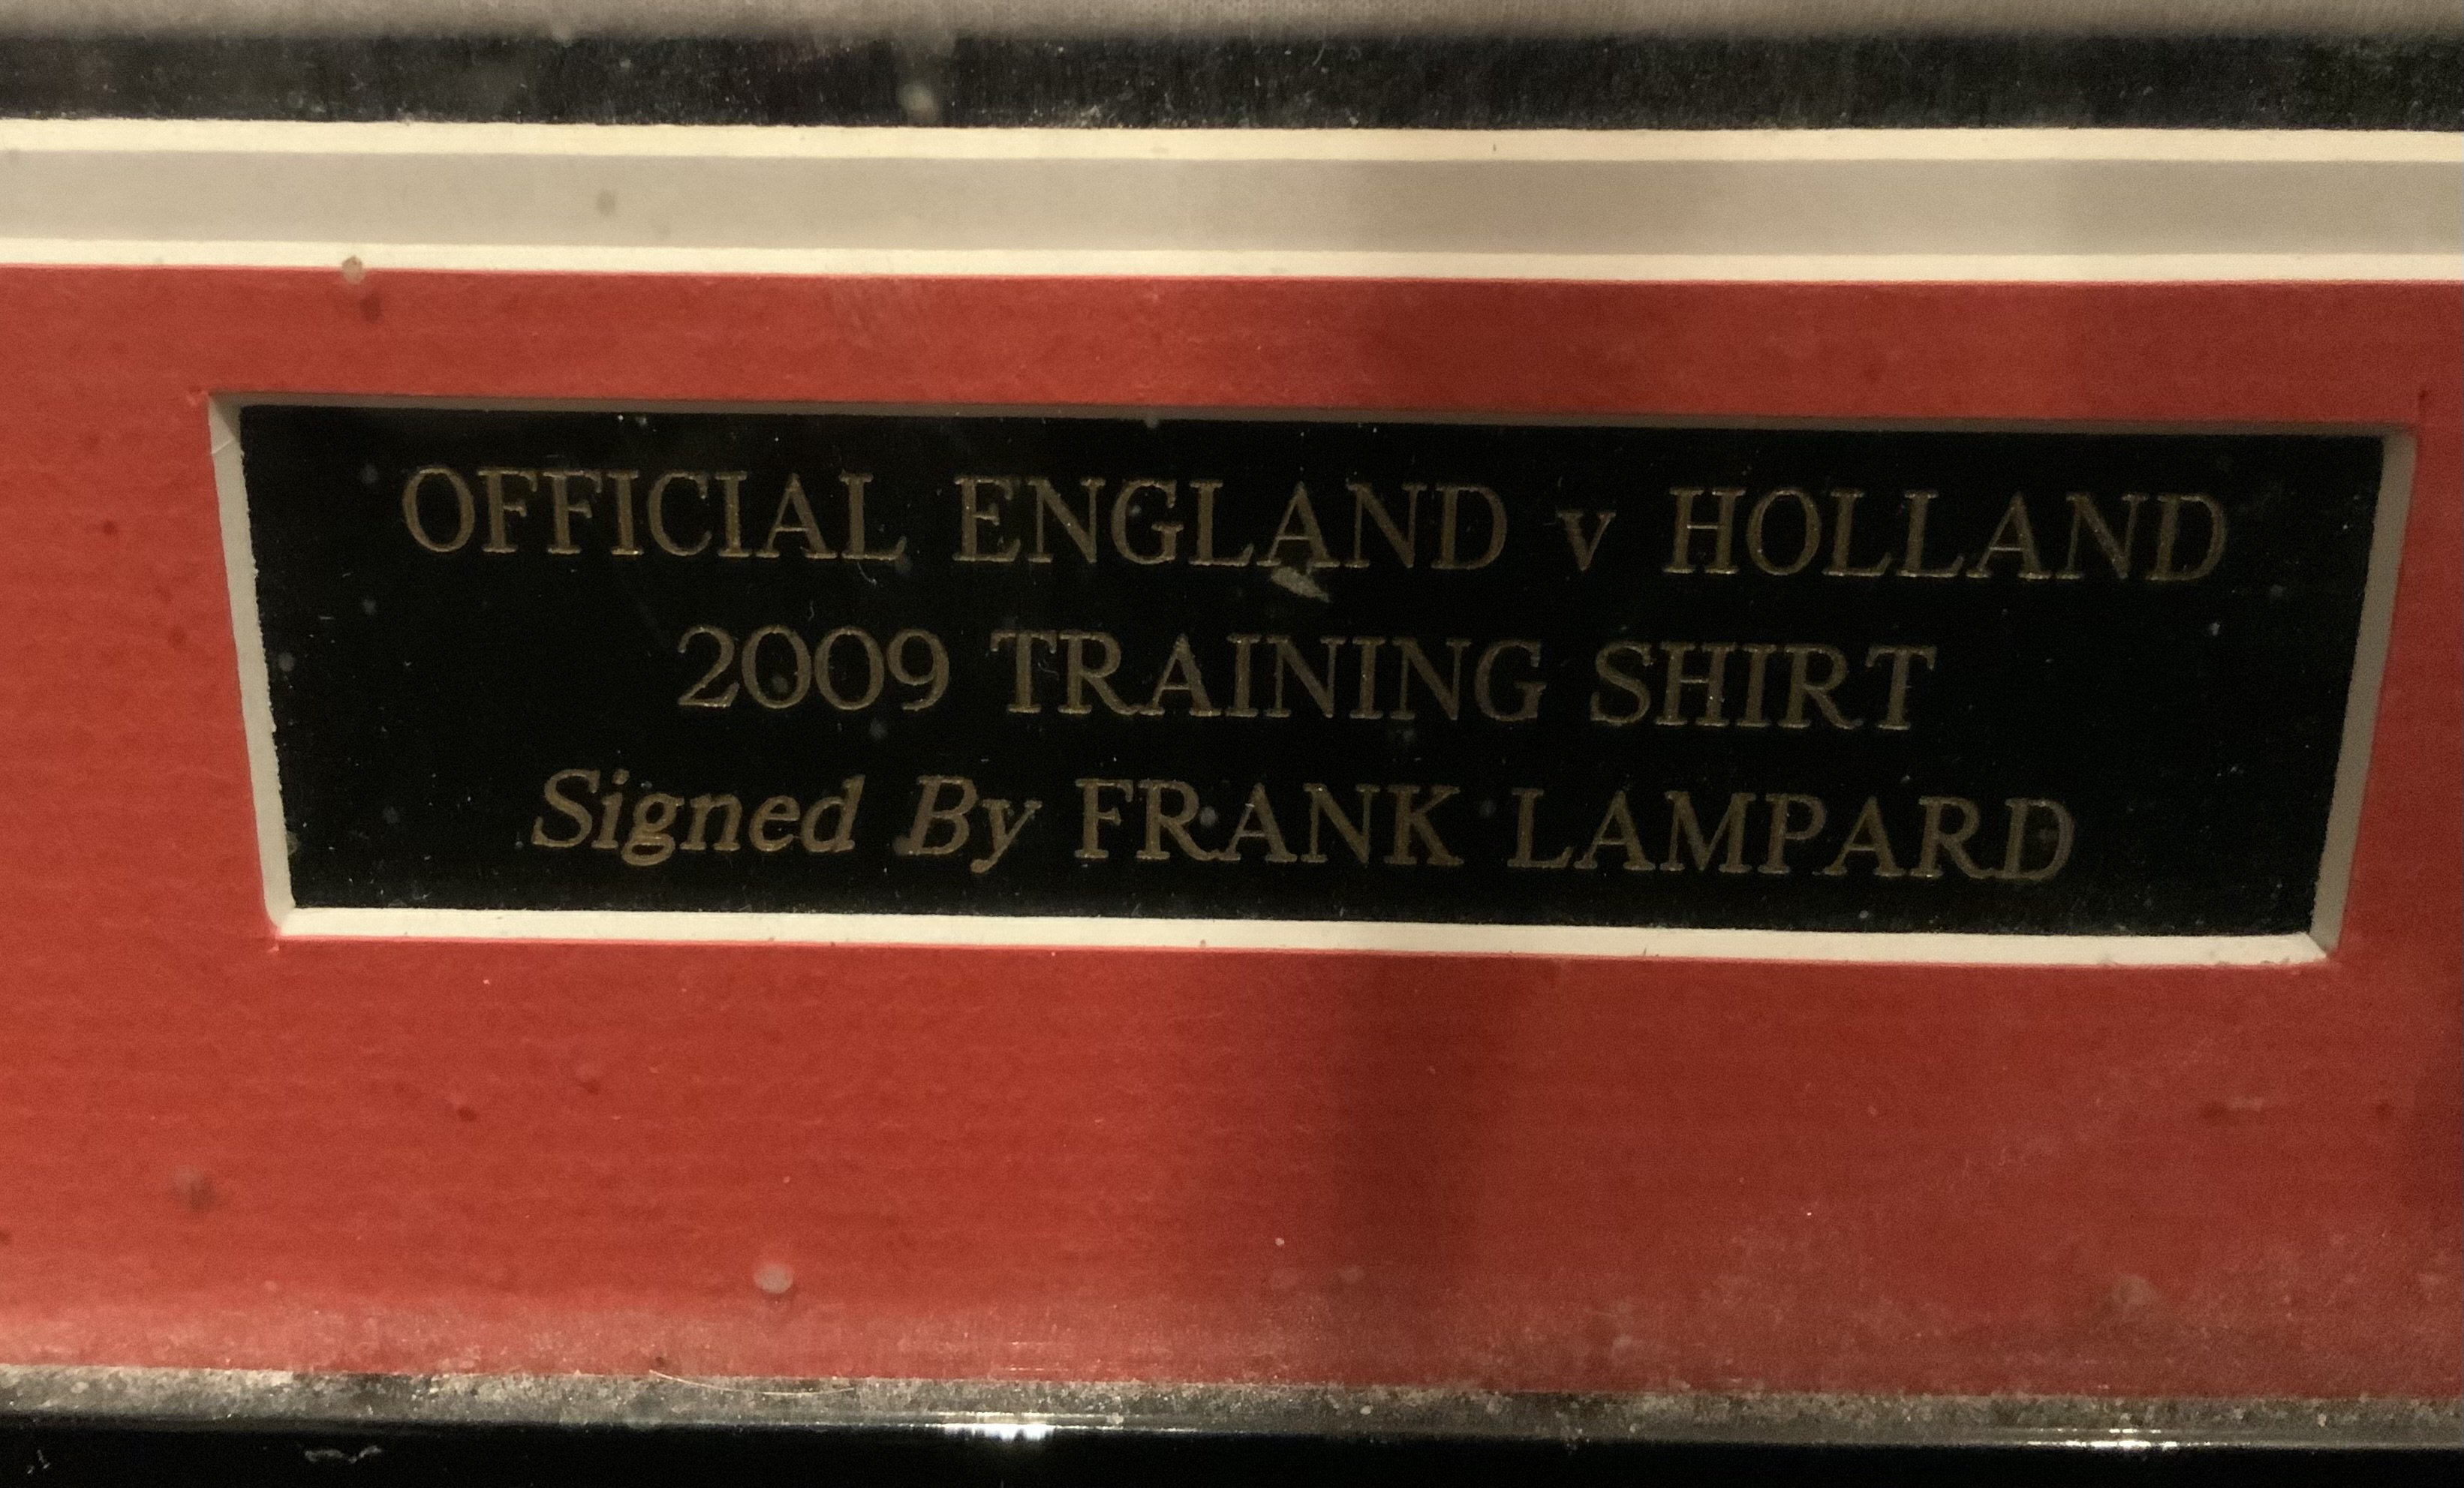 OFFICIAL ENGLAND v HOLLAND
2009 TRAINING SHIRT
Signed By FRANK LAMPARD